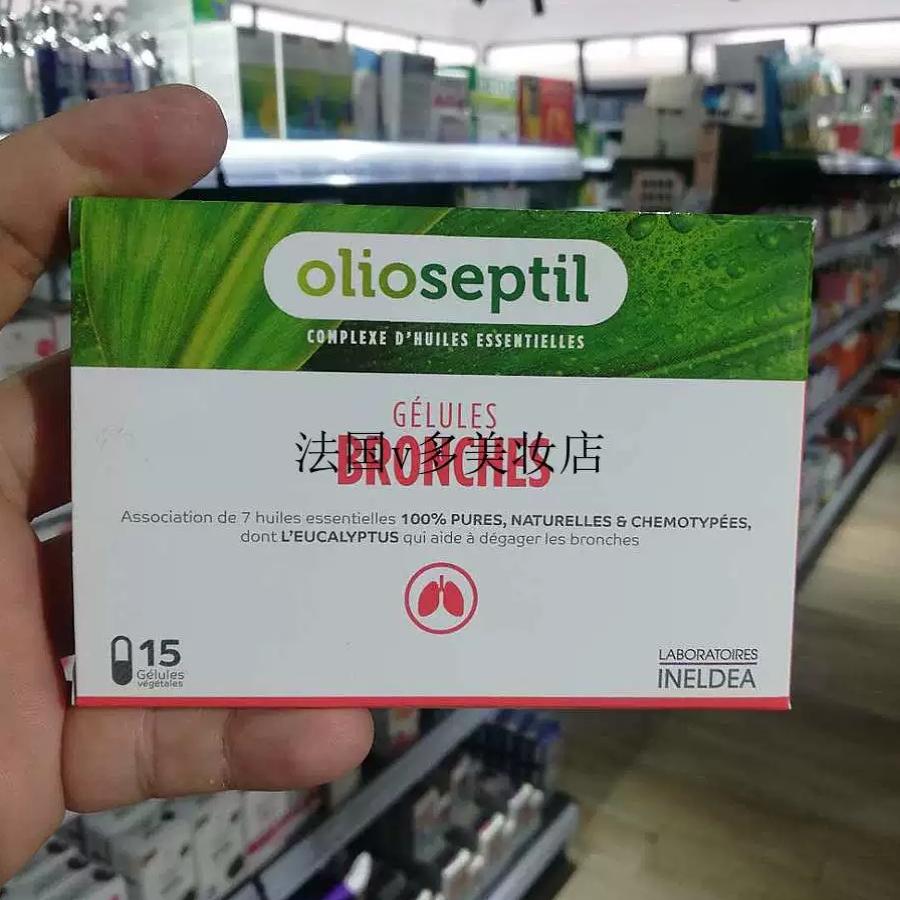 olioseptil
COMPLEXE D'HUILES ESSENTIELLES
GÉLULES
BRONCHES
法国v多美妆店
Association de 7 huiles essentielles 100% PURES, NATURELLES & CHEMOTYPÉES,
dont L'EUCALYPTUS qui aide à dégager les bronches
15
Gélules
végétales
LABORATOIRES
INELDEA